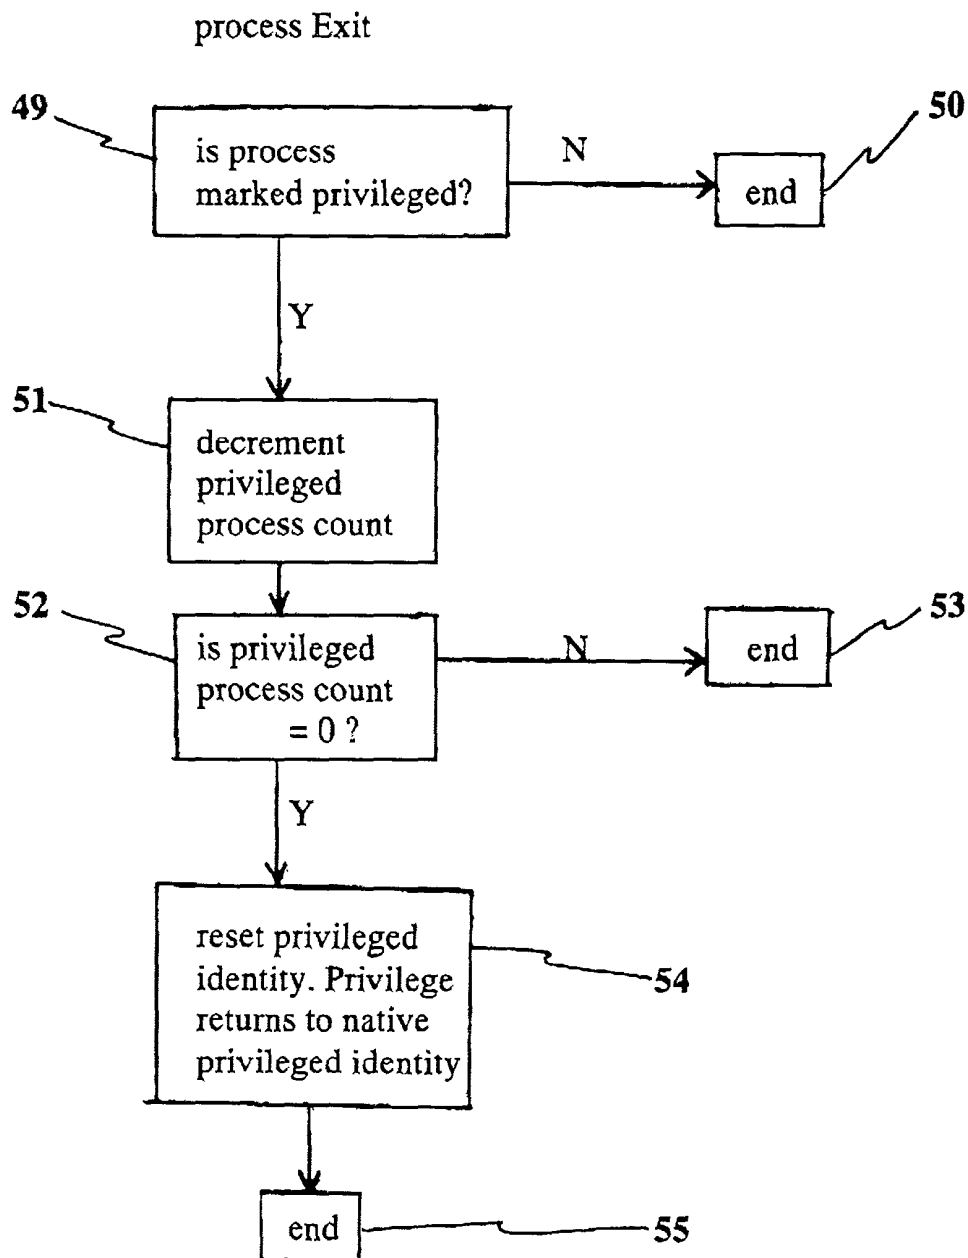 process Exit
49
50
is process
marked privileged?
N
end
Y
51
decrement
privileged
process count
52
53
is privileged
process count
= 0 ?
N
end
Y
reset privileged
identity. Privilege
returns to native
privileged identity
54
end
55